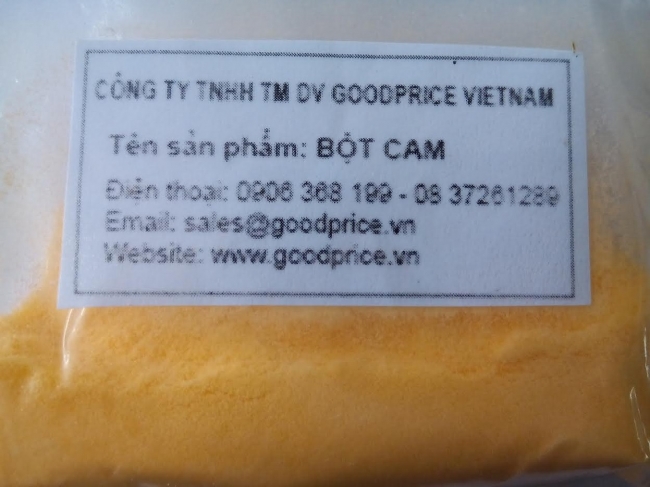 CÔNG TY TNHH TM DV GOODPRICE VIETNAM
Tên sản phẩm: BỘT CAM
Điện thoại: 0906 368 199 - 08 37261289
Email: sales@goodprice.vn
Website: www.goodprice.vn